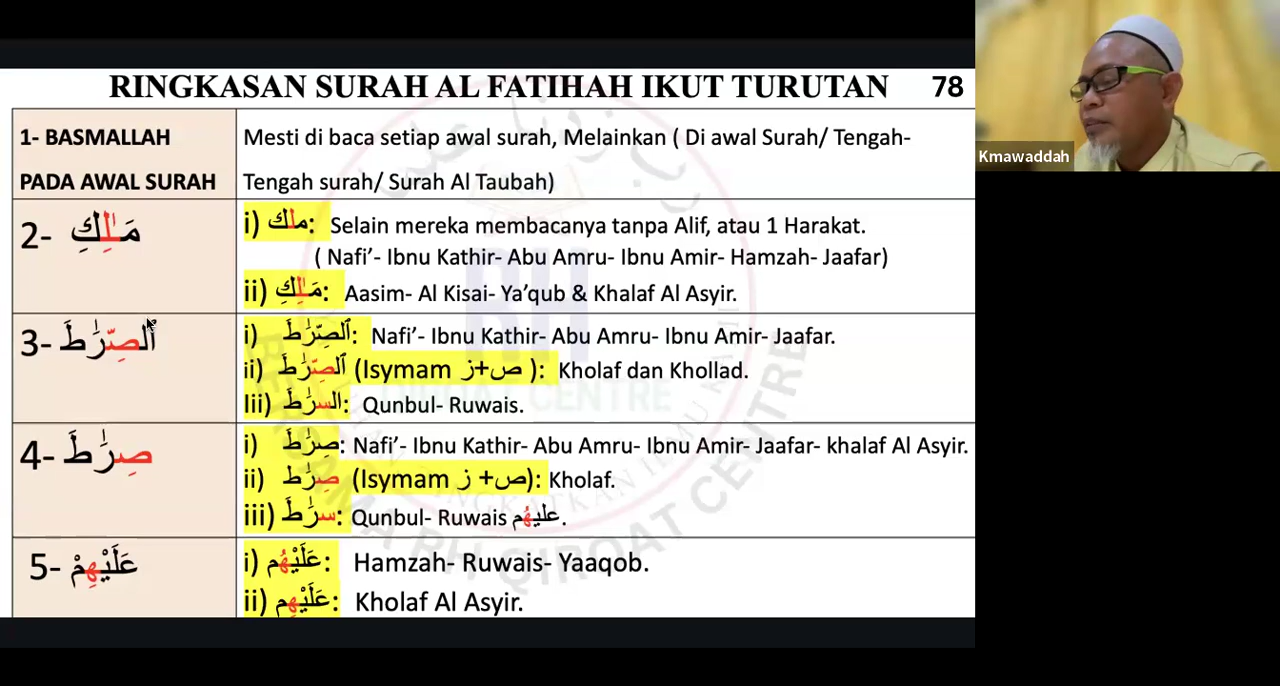 RINGKASAN SURAH AL FATIHAH IKUT TURUTAN 78
1- BASMALLAH
PADA AWAL SURAH
Mesti di baca setiap awal surah, Melainkan ( Di awal Surah/ Tengah-
Tengah surah/ Surah Al Taubah)
2- مَـٰلِكِ
i) ملك: Selain mereka membacanya tanpa Alif, atau 1 Harakat.
( Nafi’- Ibnu Kathir- Abu Amru- Ibnu Amir- Hamzah- Jaafar)
ii) مَـٰلِكِ: Aasim- Al Kisai- Ya’qub & Khalaf Al Asyir.
3- ٱلصِّرَٰطَ
i) ٱلصِّرَٰطَ: Nafi’- Ibnu Kathir- Abu Amru- Ibnu Amir- Jaafar.
ii) ٱلصِّرَٰطَ (Isymam ص+ز ): Kholaf dan Khollad.
Iii) السرَٰطَ: Qunbul- Ruwais.
4- صِرَٰطَ
i) صِرَٰطَ: Nafi’- Ibnu Kathir- Abu Amru- Ibnu Amir- Jaafar- khalaf Al Asyir.
ii) صِرَٰط (Isymam ص+ ز): Kholaf.
iii) سرَٰطَ: Qunbul- Ruwais عليهُم.
5- عَلَيْهِمْ
i) عَلَيْهُم: Hamzah- Ruwais- Yaaqob.
ii) عَلَيْهِم: Kholaf Al Asyir.
Kmawaddah